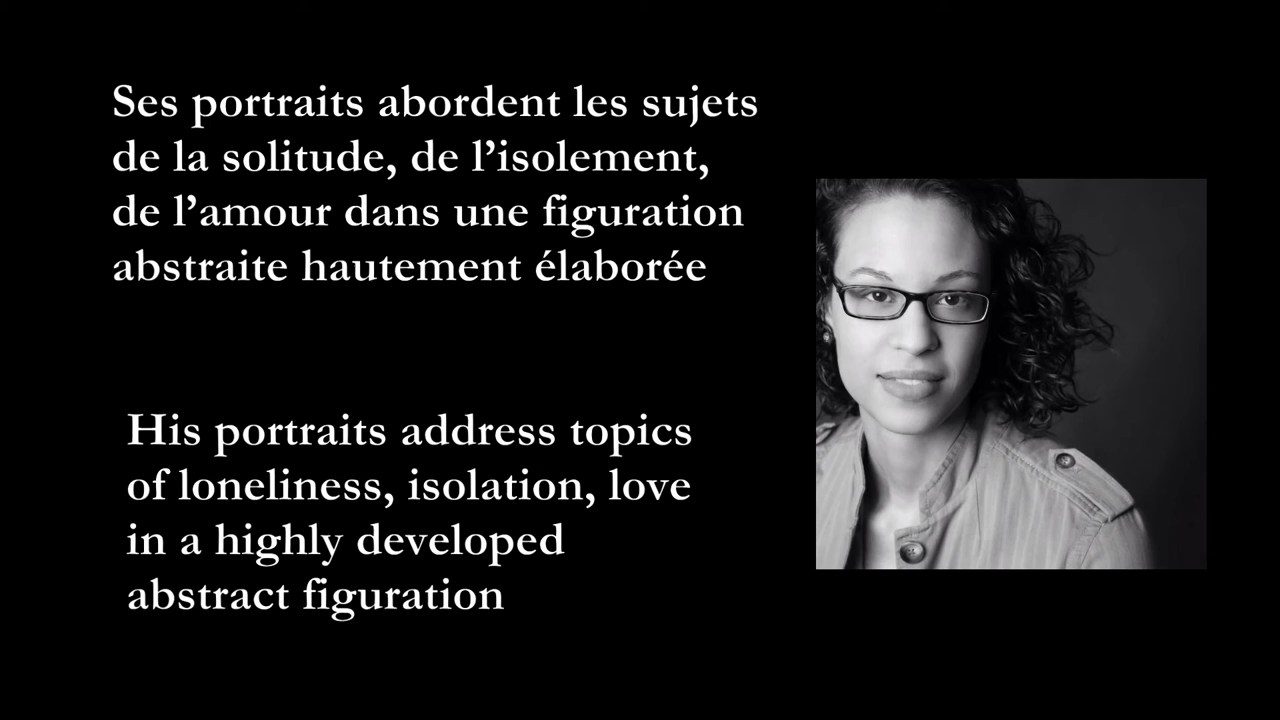 Ses portraits abordent les sujets
de la solitude, de l’isolement,
de l’amour dans une figuration
abstraite hautement élaborée
His portraits address topics
of loneliness, isolation, love
in a highly developed
abstract figuration